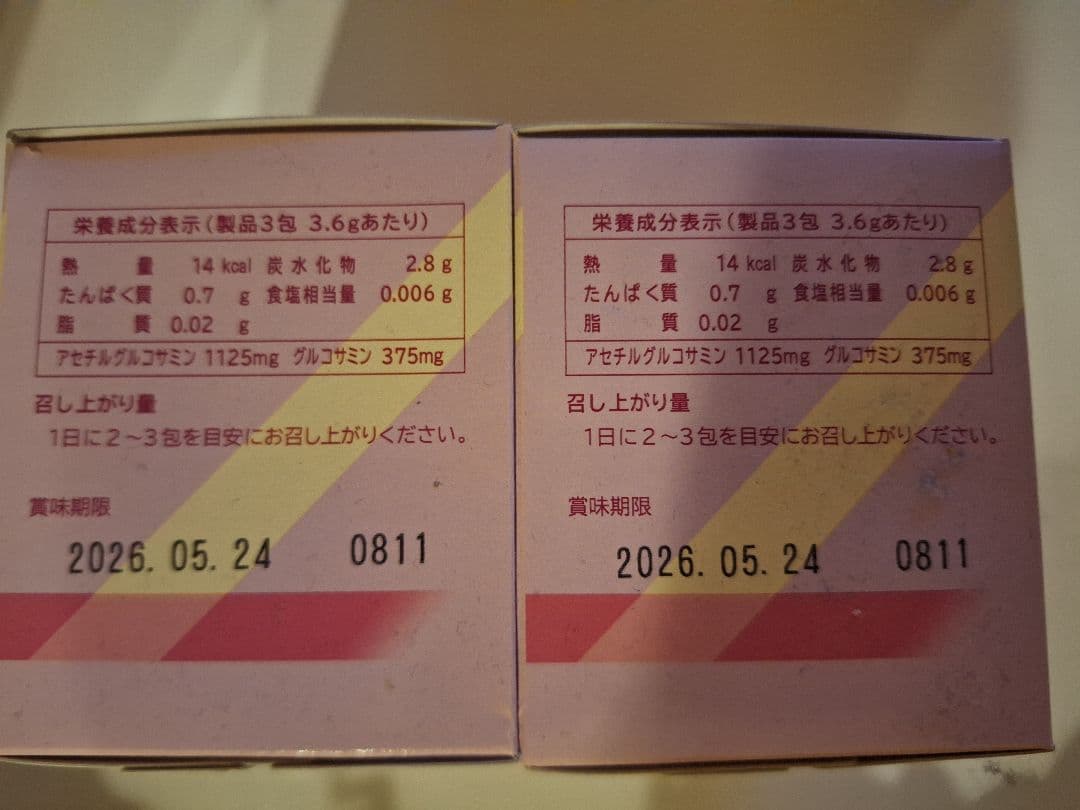 栄養成分表示(製品3包 3.6gあたり)
熱量 14 kcal 炭水化物 2.8 g
たんぱく質 0.7 g 食塩相当量 0.006 g
脂質 0.02 g
アセチルグルコサミン 1125mg グルコサミン 375mg
召し上がり量
1日に2〜3包を目安にお召し上がりください。
賞味期限
2026.05.24 0811
栄養成分表示(製品3包 3.6gあたり)
熱量 14 kcal 炭水化物 2.8 g
たんぱく質 0.7 g 食塩相当量 0.006 g
脂質 0.02 g
アセチルグルコサミン 1125mg グルコサミン 375mg
召し上がり量
1日に2〜3包を目安にお召し上がりください。
賞味期限
2026.05.24 0811